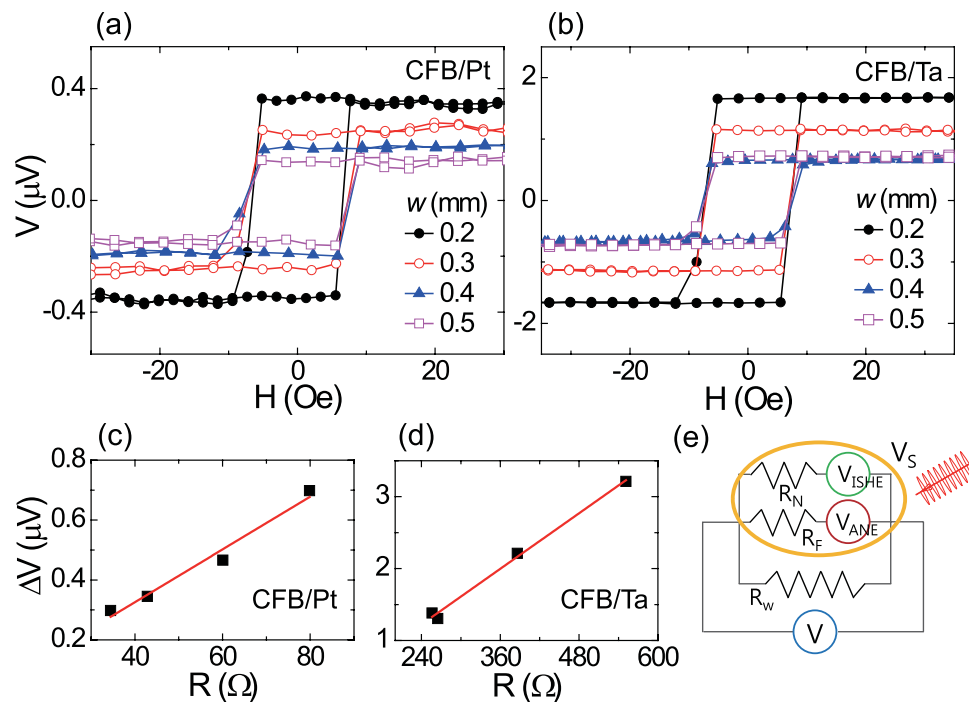 (a)
CFB/Pt
V (μV)
0.4
0.0
-0.4
w (mm)
0.2
0.3
0.4
0.5
-20
0
20
H (Oe)
(b)
CFB/Ta
2
0
-2
w (mm)
0.2
0.3
0.4
0.5
-20
0
20
H (Oe)
(c)
ΔV (μV)
0.8
0.6
0.4
0.2
CFB/Pt
40
60
80
R (Ω)
(d)
3
2
1
CFB/Ta
240
360
480
600
R (Ω)
(e)
V_S
V_ISHE
R_N
V_ANE
R_F
R_w
V